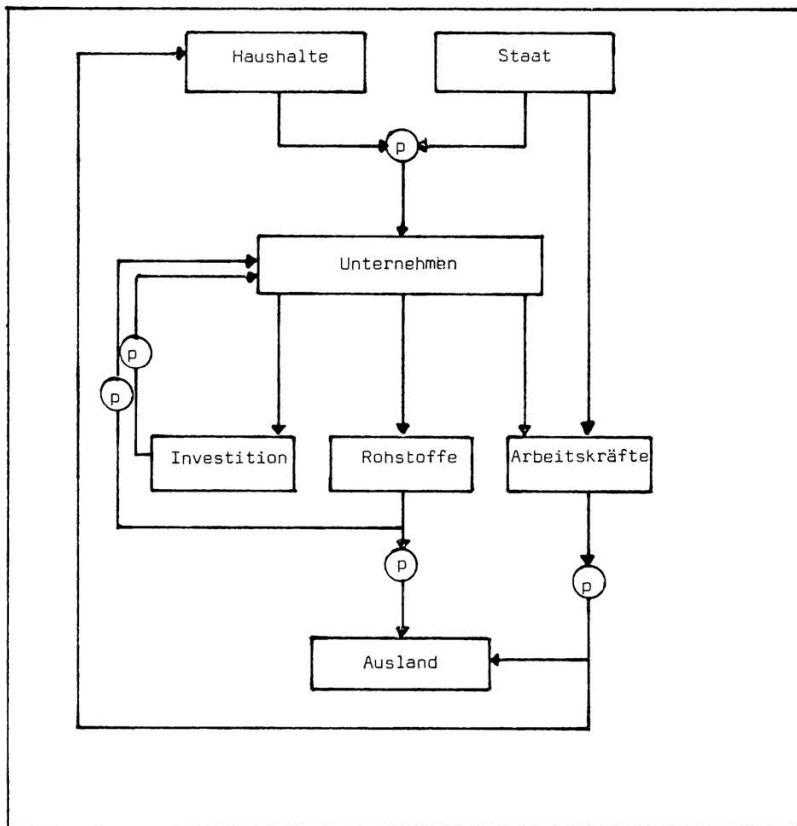 Haushalte
Staat
p
Unternehmen
p
p
Investition
Rohstoffe
Arbeitskräfte
p
p
Ausland